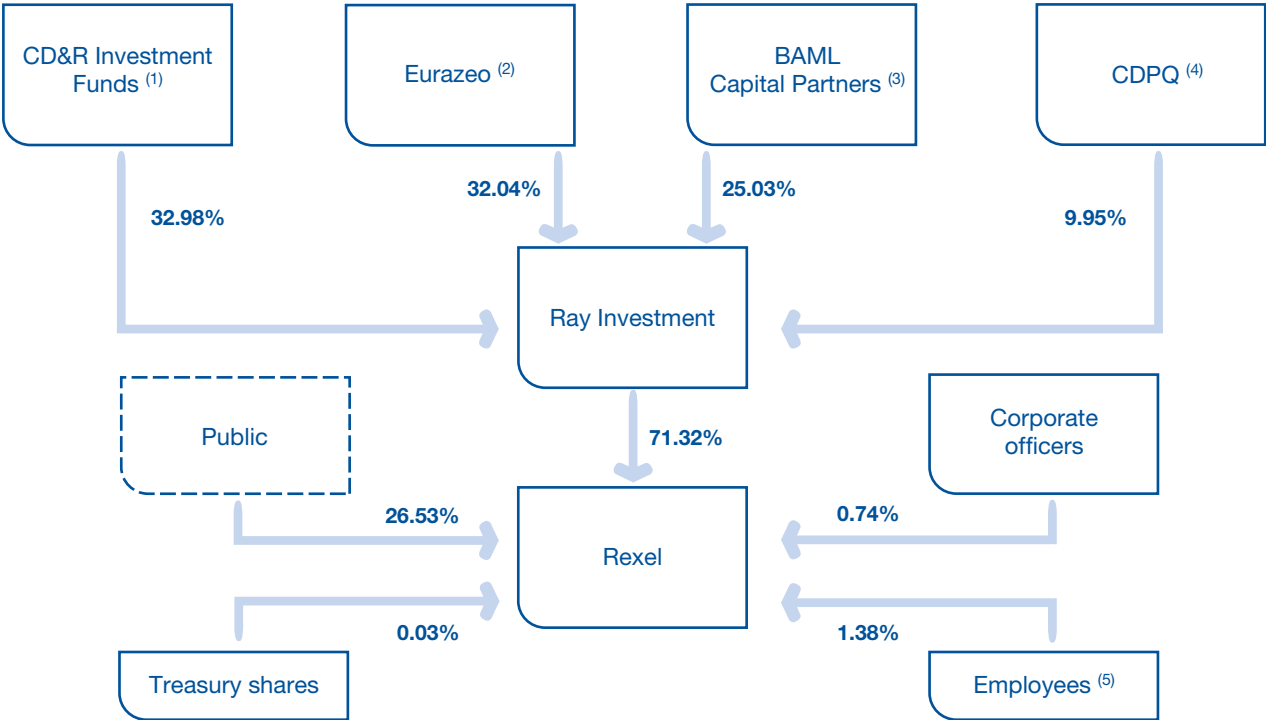 CD&R Investment
Funds (1)
Eurazeo (2)
BAML
Capital Partners (3)
CDPQ (4)
32.98%
32.04%
25.03%
9.95%
Ray Investment
71.32%
Public
Corporate
officers
26.53%
0.74%
Rexel
0.03%
1.38%
Treasury shares
Employees (5)